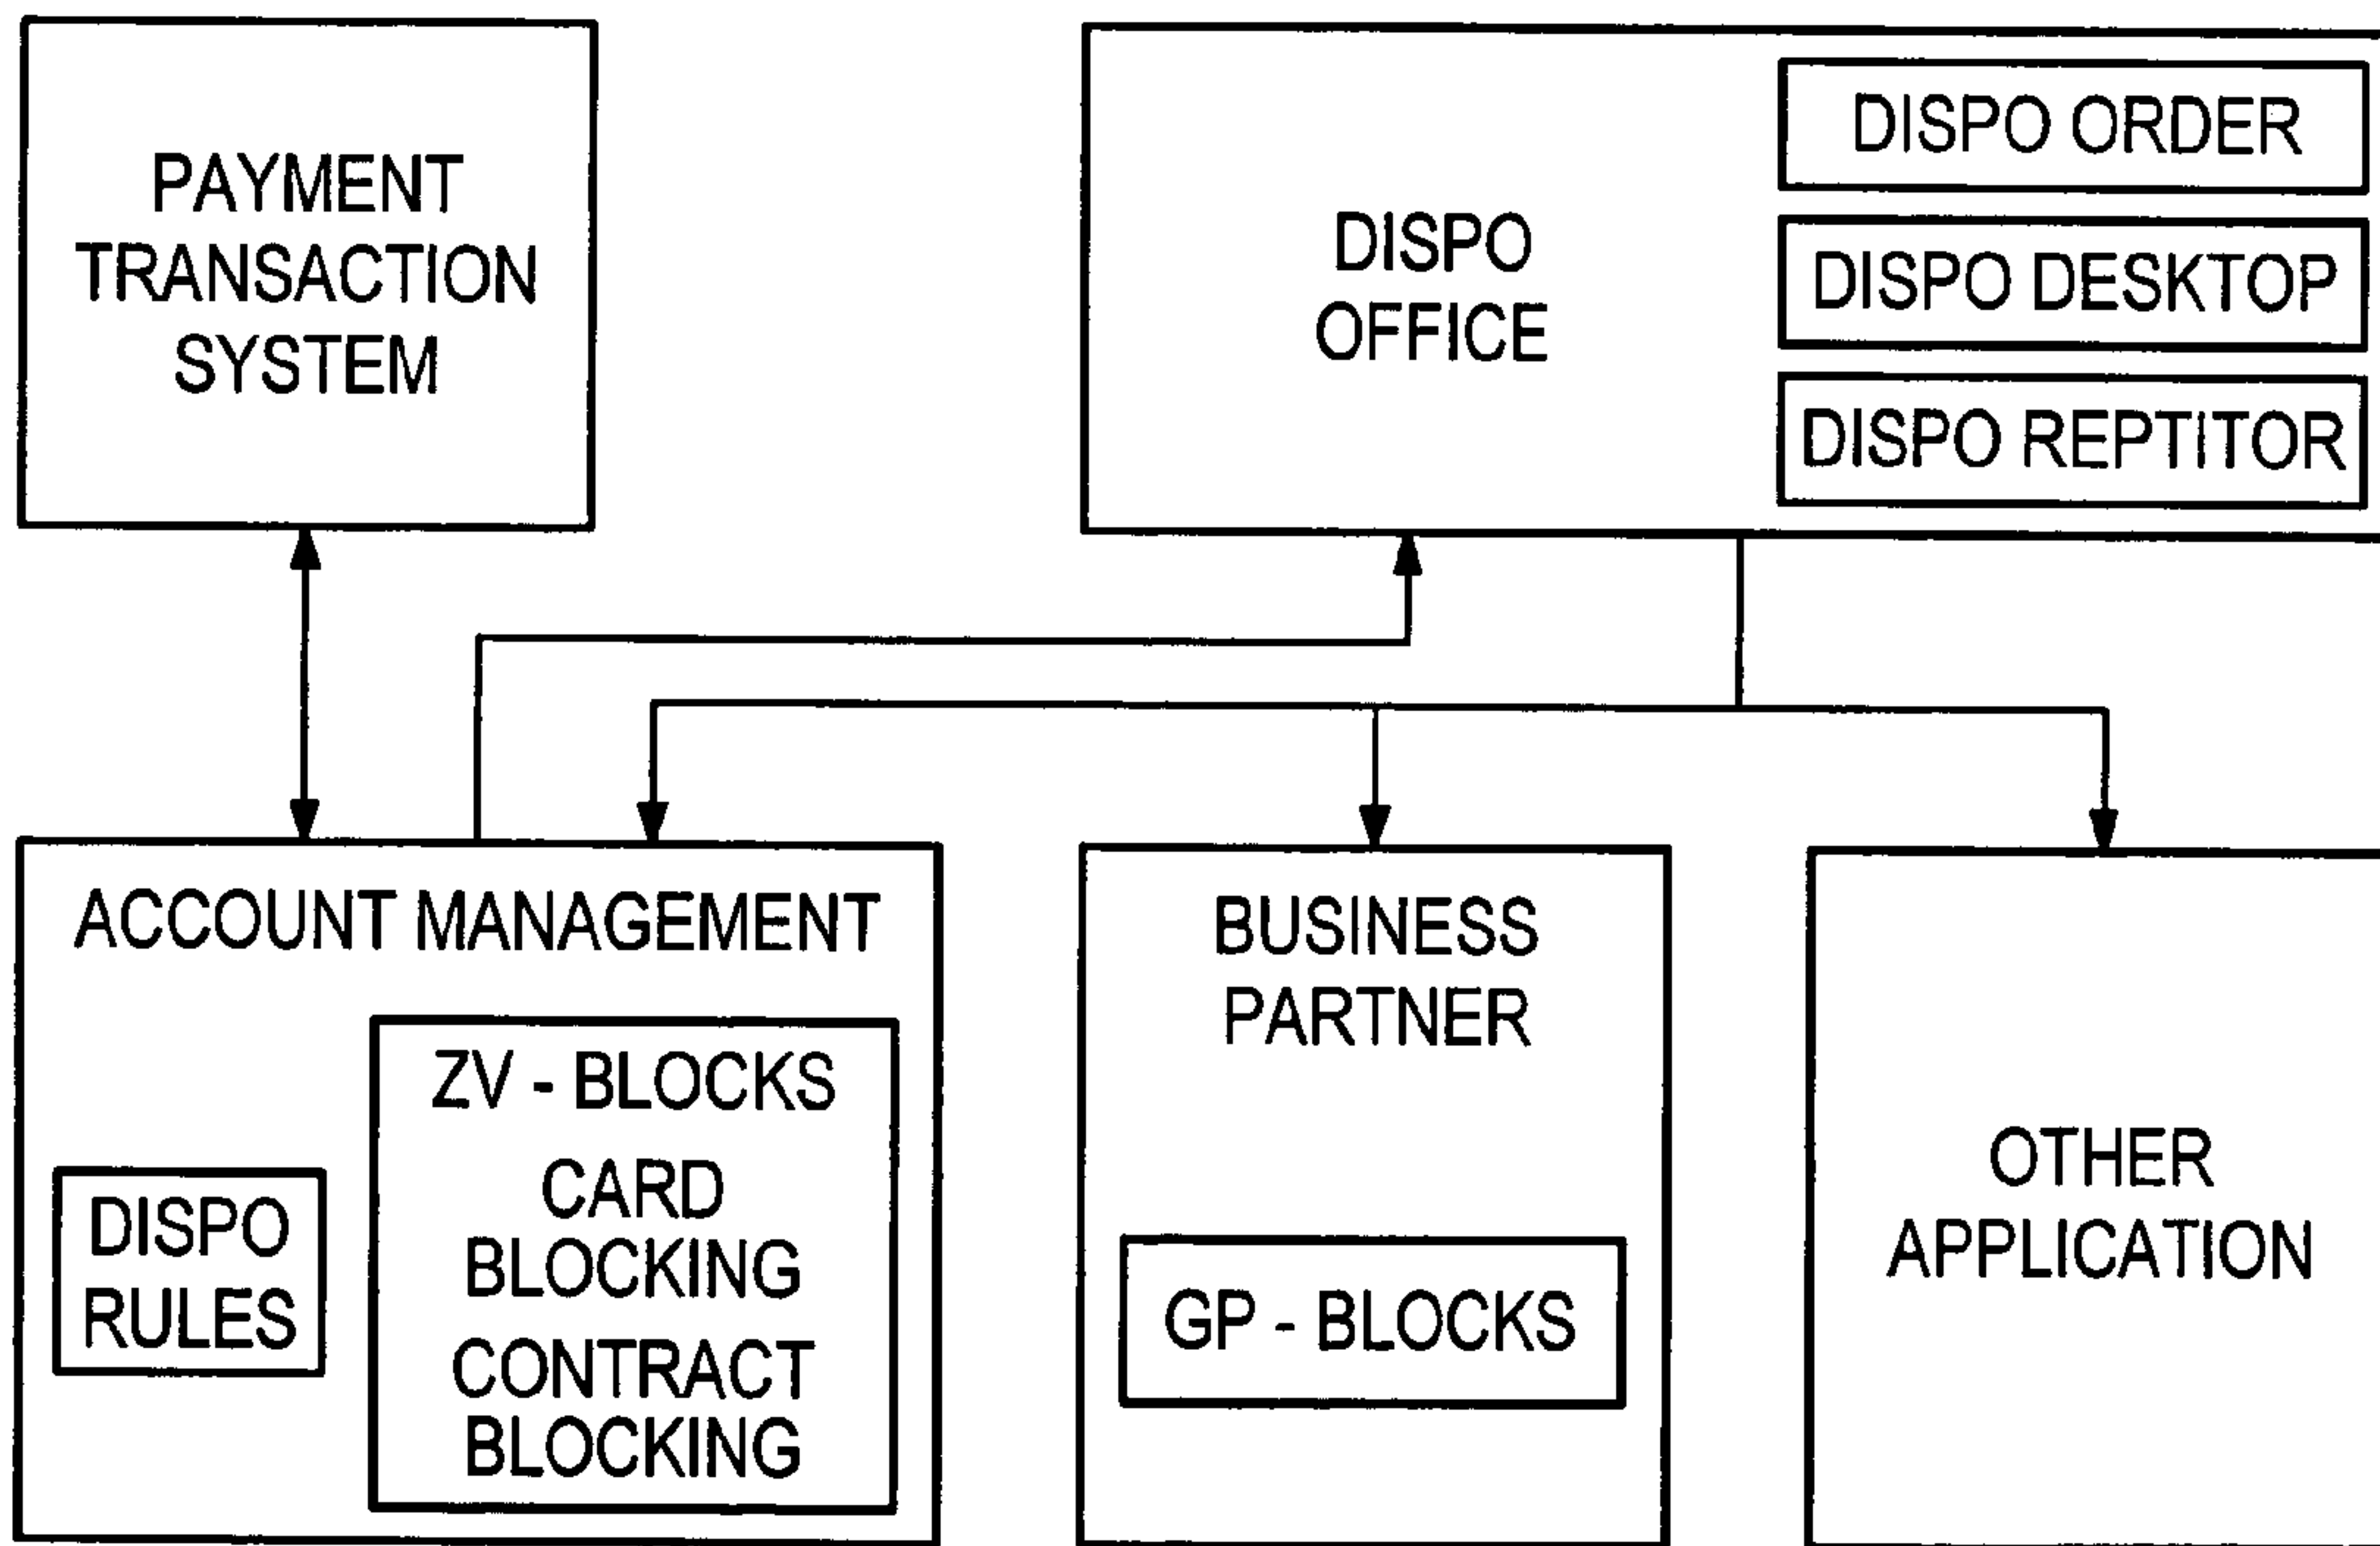 PAYMENT
TRANSACTION
SYSTEM
DISPO
OFFICE
DISPO ORDER
DISPO DESKTOP
DISPO REPTITOR
ACCOUNT MANAGEMENT
DISPO
RULES
ZV - BLOCKS
CARD
BLOCKING
CONTRACT
BLOCKING
BUSINESS
PARTNER
GP - BLOCKS
OTHER
APPLICATION